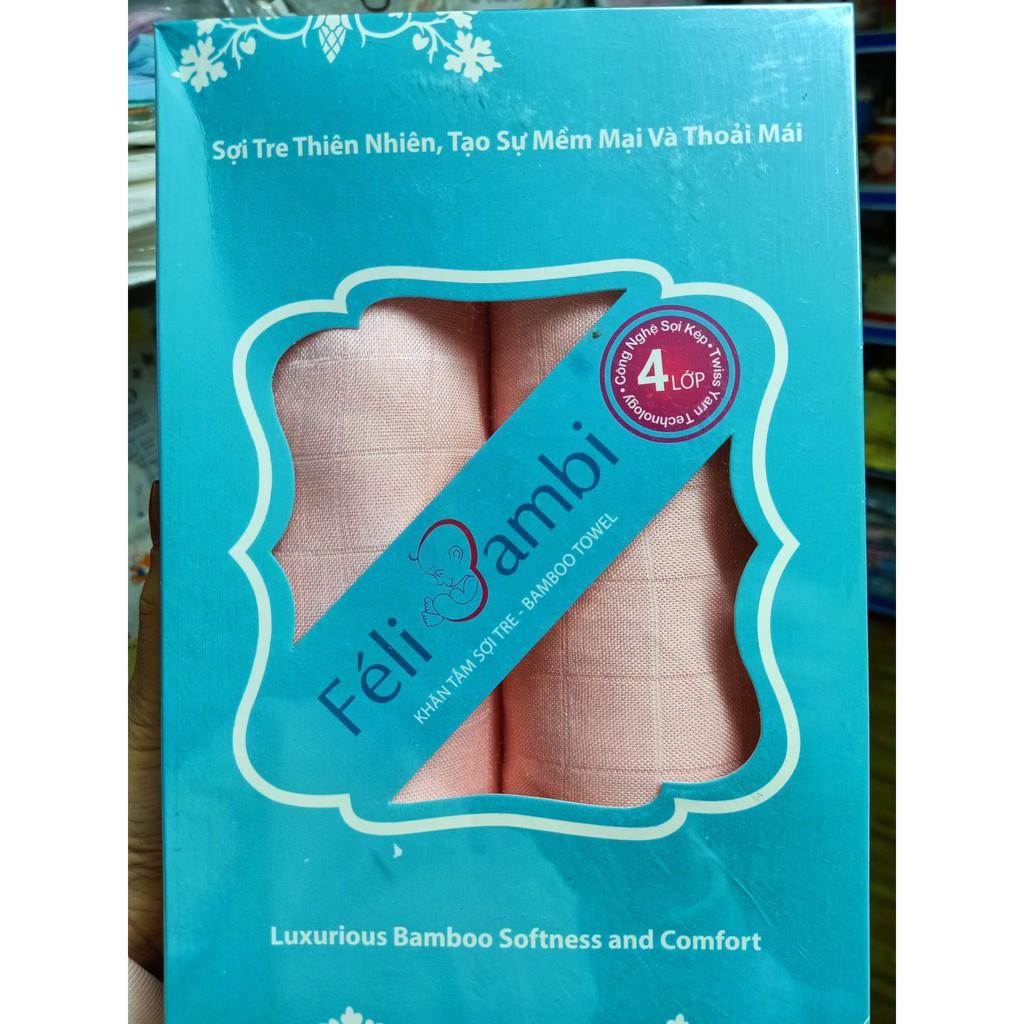 Sợi Tre Thiên Nhiên, Tạo Sự Mềm Mại Và Thoải Mái
Công Nghệ Soi Kép • Twiss Yarn Technology •
4 LỚP
Féli Bambi
KHĂN TẮM SỢI TRE - BAMBOO TOWEL
Luxurious Bamboo Softness and Comfort